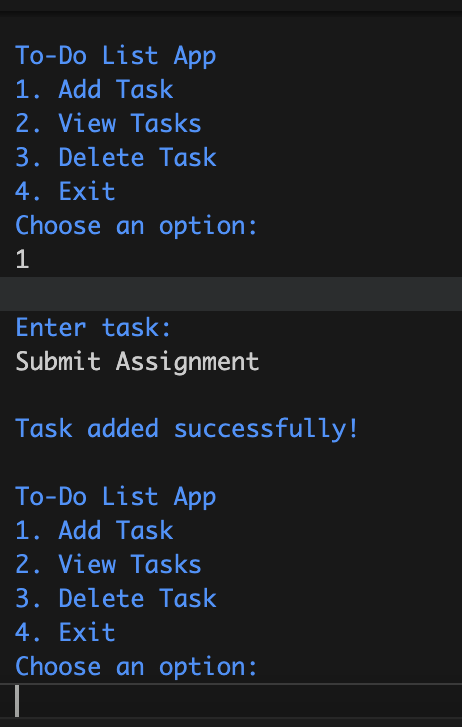 To-Do List App
1. Add Task
2. View Tasks
3. Delete Task
4. Exit
Choose an option:
1
Enter task:
Submit Assignment
Task added successfully!
To-Do List App
1. Add Task
2. View Tasks
3. Delete Task
4. Exit
Choose an option: